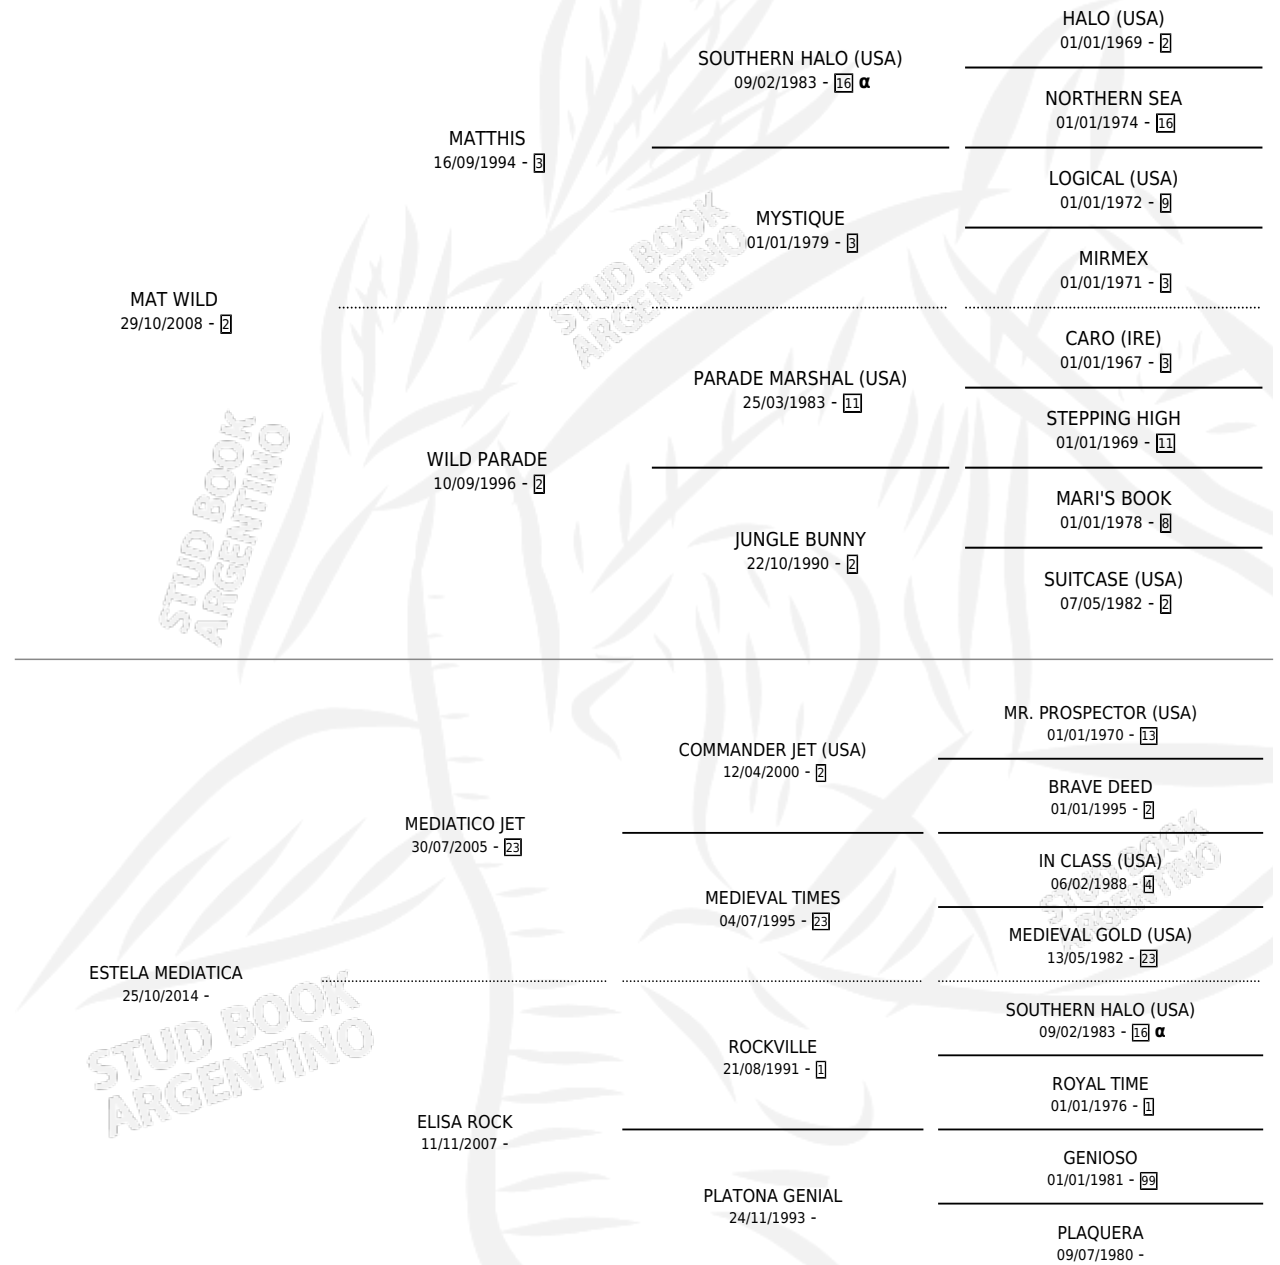 HALO (USA)
01/01/1969 - 2
SOUTHERN HALO (USA)
09/02/1983 - 16 α
NORTHERN SEA
01/01/1974 - 16
MATTHIS
16/09/1994 - 3
LOGICAL (USA)
01/01/1972 - 9
MYSTIQUE
01/01/1979 - 3
MIRMEX
01/01/1971 - 3
STUD BOOK
ARGENTINO
MAT WILD
29/10/2008 - 2
CARO (IRE)
01/01/1967 - 3
PARADE MARSHAL (USA)
25/03/1983 - 11
STEPPING HIGH
01/01/1969 - 11
WILD PARADE
10/09/1996 - 2
MARI'S BOOK
01/01/1978 - 8
JUNGLE BUNNY
22/10/1990 - 2
SUITCASE (USA)
07/05/1982 - 2
STUD BOOK
ARGENTINO
MR. PROSPECTOR (USA)
01/01/1970 - 13
COMMANDER JET (USA)
12/04/2000 - 2
BRAVE DEED
01/01/1995 - 2
MEDIATICO JET
30/07/2005 - 23
IN CLASS (USA)
06/02/1988 - 4
MEDIEVAL TIMES
04/07/1995 - 23
MEDIEVAL GOLD (USA)
13/05/1982 - 23
STUD BOOK
ARGENTINO
ESTELA MEDIATICA
25/10/2014 -
SOUTHERN HALO (USA)
09/02/1983 - 16 α
ROCKVILLE
21/08/1991 - 1
ROYAL TIME
01/01/1976 - 1
STUD BOOK
ARGENTINO
ELISA ROCK
11/11/2007 -
GENIOSO
01/01/1981 - 99
PLATONA GENIAL
24/11/1993 -
PLAQUERA
09/07/1980 -